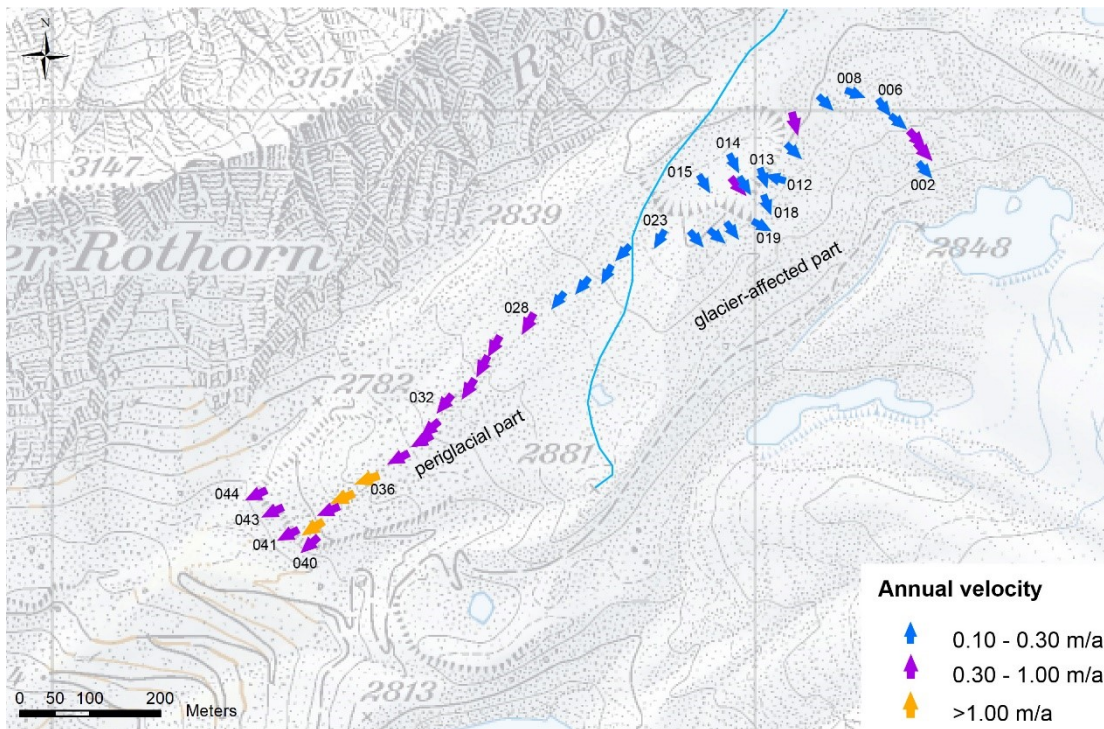 N
3151
R
os
008
006
3147
014
013
015
012
002
018
2839
023
019
2848
er Rothorn
glacier-affected part
028
2782
032
periglacial part
2881
036
044
043
041
040
Annual velocity
0.10 - 0.30 m/a
0.30 - 1.00 m/a
>1.00 m/a
4
2813
0 50 100 200
Meters